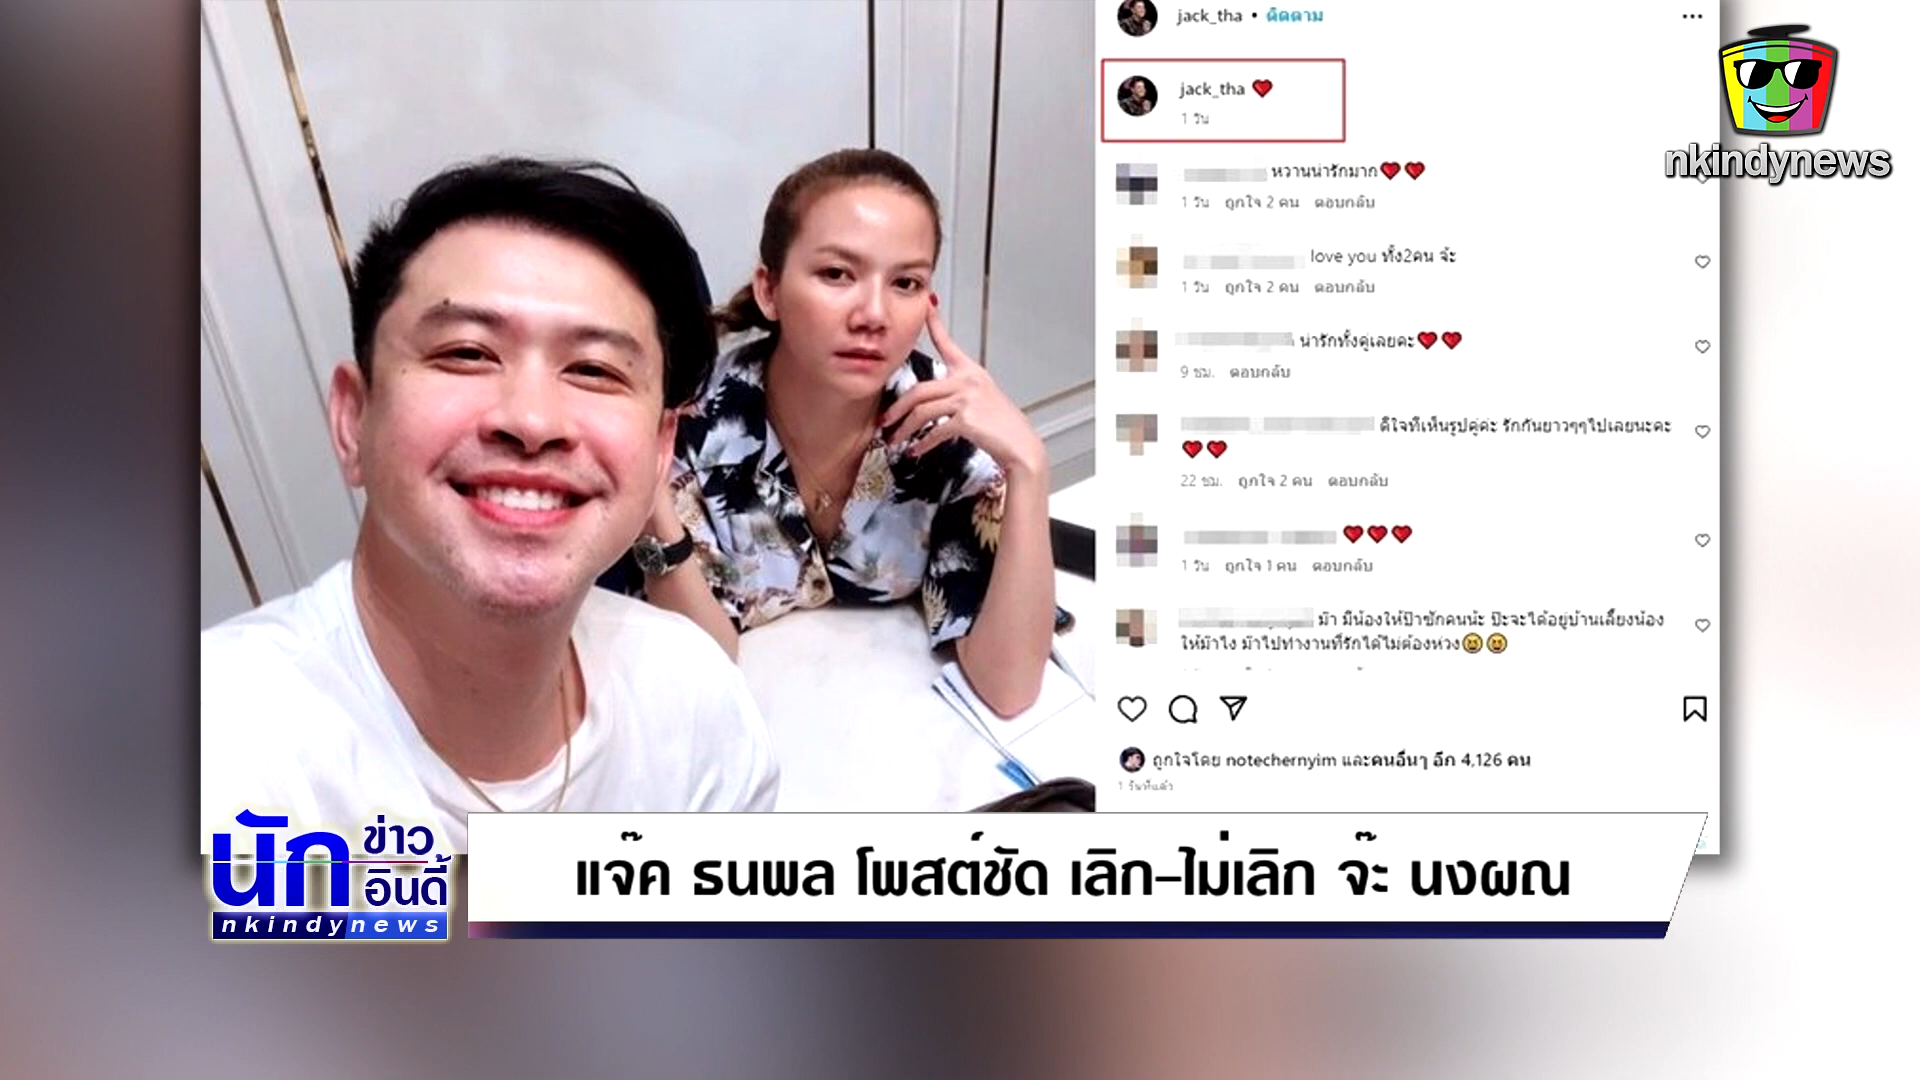 jack_tha • ติดตาม
jack_tha ❤
1 วัน
nkindynews
หวานน่ารักมาก❤❤
1 วัน ถูกใจ 2 คน ตอบกลับ
love you ทั้ง2คน จ้ะ
1 วัน ถูกใจ 2 คน ตอบกลับ
น่ารักทั้งคู่เลยคะ❤❤
9 ชม. ตอบกลับ
ดีใจที่เห็นรูปคู่ค่ะ รักกันยาวๆๆไปเลยนะคะ
❤❤
22 ชม. ถูกใจ 2 คน ตอบกลับ
❤❤❤
1 วัน ถูกใจ 1 คน ตอบกลับ
ม๊า มีน้องให้ป๊าซักคนน้ะ ป๊ะจะได้อยู่บ้านเลี้ยงน้อง
ให้ม๊าไง ม๊าไปทำงานที่รักได้ไม่ต้องห่วง😆😆
ถูกใจโดย notechernyim และคนอื่นๆ อีก 4,126 คน
1 วันที่แล้ว
นักข่าวอินดี้
nkindynews
แจ๊ค ธนพล โพสต์ชัด เลิก-ไม่เลิก จ๊ะ นงผณี